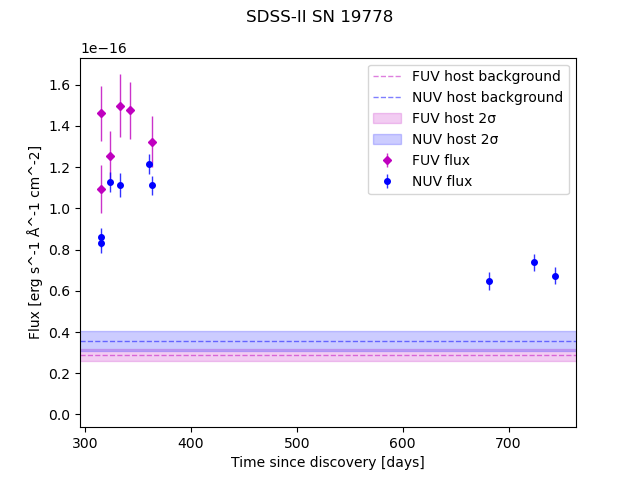 SDSS-II SN 19778
1e−16
1.6
1.4
1.2
1.0
0.8
0.6
0.4
0.2
0.0
Flux [erg s^-1 Å^-1 cm^-2]
FUV host background
NUV host background
FUV host 2σ
NUV host 2σ
FUV flux
NUV flux
300 400 500 600 700
Time since discovery [days]